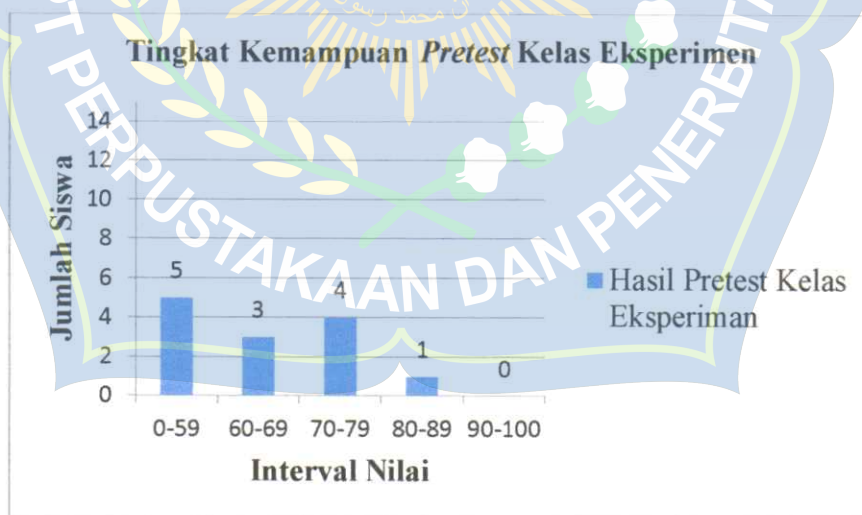 Tingkat Kemampuan Pretest Kelas Eksperimen
Jumlah Siswa
14
12
10
8
6
4
2
0
5
3
4
1
0
0-59 60-69 70-79 80-89 90-100
Interval Nilai
Hasil Pretest Kelas
Eksperiman
PERPUSTAKAAN DAN